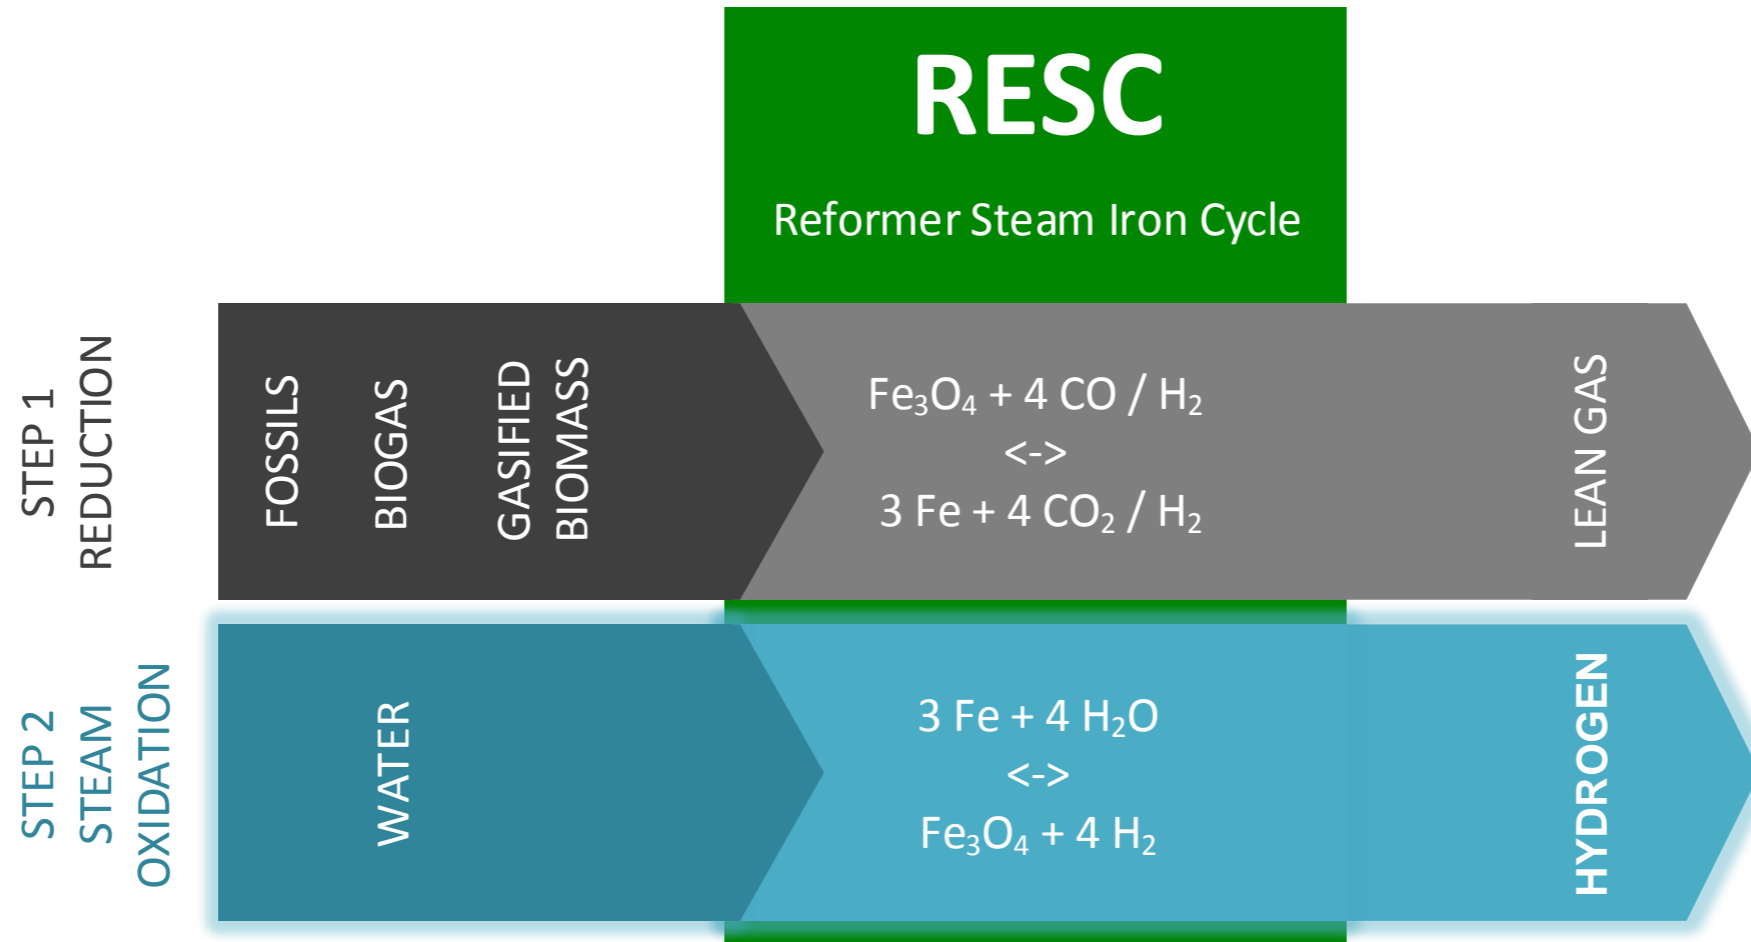 RESC
Reformer Steam Iron Cycle
STEP 1
REDUCTION
FOSSILS
BIOGAS
GASIFIED
BIOMASS
Fe₃O₄ + 4 CO / H₂
<->
3 Fe + 4 CO₂ / H₂
LEAN GAS
STEP 2
STEAM
OXIDATION
WATER
3 Fe + 4 H₂O
<->
Fe₃O₄ + 4 H₂
HYDROGEN